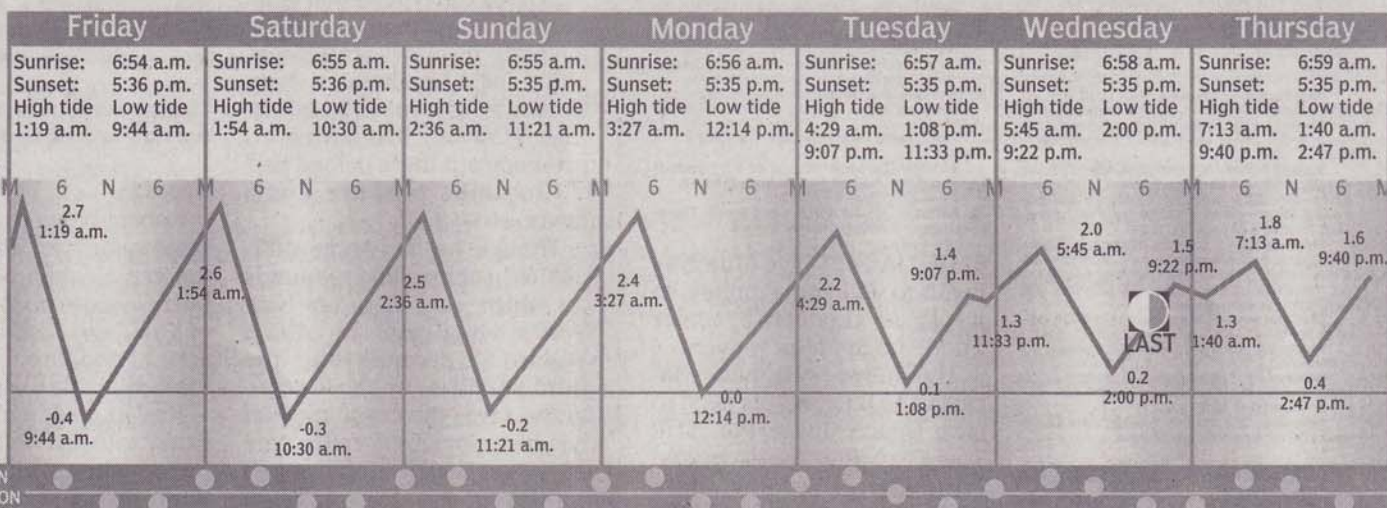 Friday Saturday Sunday Monday Tuesday Wednesday Thursday
Sunrise: 6:54 a.m. Sunrise: 6:55 a.m. Sunrise: 6:55 a.m. Sunrise: 6:56 a.m. Sunrise: 6:57 a.m. Sunrise: 6:58 a.m. Sunrise: 6:59 a.m.
Sunset: 5:36 p.m. Sunset: 5:36 p.m. Sunset: 5:35 p.m. Sunset: 5:35 p.m. Sunset: 5:35 p.m. Sunset: 5:35 p.m. Sunset: 5:35 p.m.
High tide Low tide High tide Low tide High tide Low tide High tide Low tide High tide Low tide High tide Low tide High tide Low tide
1:19 a.m. 9:44 a.m. 1:54 a.m. 10:30 a.m. 2:36 a.m. 11:21 a.m. 3:27 a.m. 12:14 p.m. 4:29 a.m. 1:08 p.m. 5:45 a.m. 2:00 p.m. 7:13 a.m. 1:40 a.m.
9:07 p.m. 11:33 p.m. 9:22 p.m. 9:40 p.m. 2:47 p.m.
M 6 N 6 M 6 N 6 M 6 N 6 M 6 N 6 M 6 N 6 M 6 N 6 M 6 N 6 M
2.7
1:19 a.m.
-0.4
9:44 a.m.
2.6
1:54 a.m.
-0.3
10:30 a.m.
2.5
2:36 a.m.
-0.2
11:21 a.m.
2.4
3:27 a.m.
0.0
12:14 p.m.
2.2
4:29 a.m.
0.1
1:08 p.m.
1.4
9:07 p.m.
1.3
11:33 p.m.
2.0
5:45 a.m.
0.2
2:00 p.m.
LAST
1.5
9:22 p.m.
1.3
1:40 a.m.
1.8
7:13 a.m.
0.4
2:47 p.m.
1.6
9:40 p.m.
N
ON